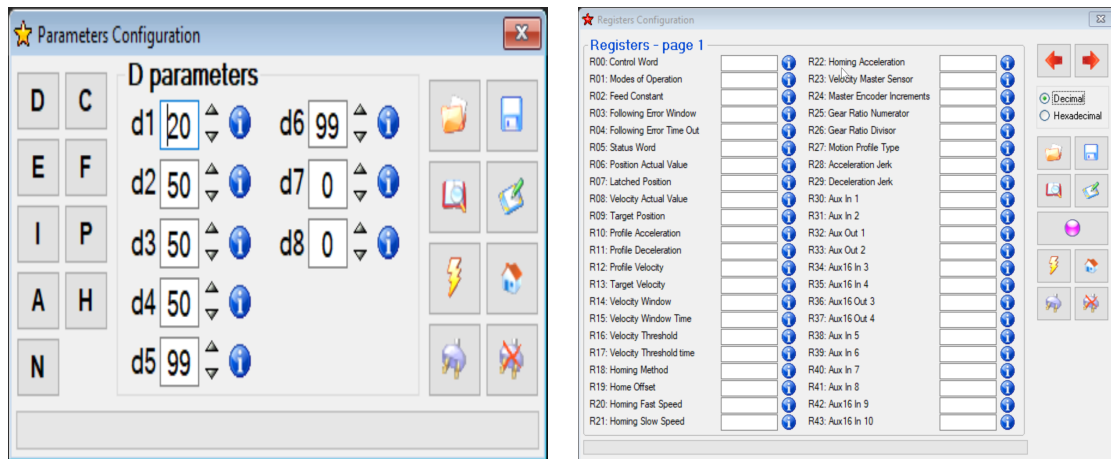 Parameters Configuration
D parameters
D C
E F
I P
A H
N
d1 20
d2 50
d3 50
d4 50
d5 99
d6 99
d7 0
d8 0
Registers Configuration
Registers - page 1
R00: Control Word
R01: Modes of Operation
R02: Feed Constant
R03: Following Error Window
R04: Following Error Time Out
R05: Status Word
R06: Position Actual Value
R07: Latched Position
R08: Velocity Actual Value
R09: Target Position
R10: Profile Acceleration
R11: Profile Deceleration
R12: Profile Velocity
R13: Target Velocity
R14: Velocity Window
R15: Velocity Window Time
R16: Velocity Threshold
R17: Velocity Threshold time
R18: Homing Method
R19: Home Offset
R20: Homing Fast Speed
R21: Homing Slow Speed
R22: Homing Acceleration
R23: Velocity Master Sensor
R24: Master Encoder Increments
R25: Gear Ratio Numerator
R26: Gear Ratio Divisor
R27: Motion Profile Type
R28: Acceleration Jerk
R29: Deceleration Jerk
R30: Aux In 1
R31: Aux In 2
R32: Aux Out 1
R33: Aux Out 2
R34: Aux16 In 3
R35: Aux16 In 4
R36: Aux16 Out 3
R37: Aux16 Out 4
R38: Aux In 5
R39: Aux In 6
R40: Aux In 7
R41: Aux In 8
R42: Aux16 In 9
R43: Aux16 In 10
Decimal
Hexadecimal